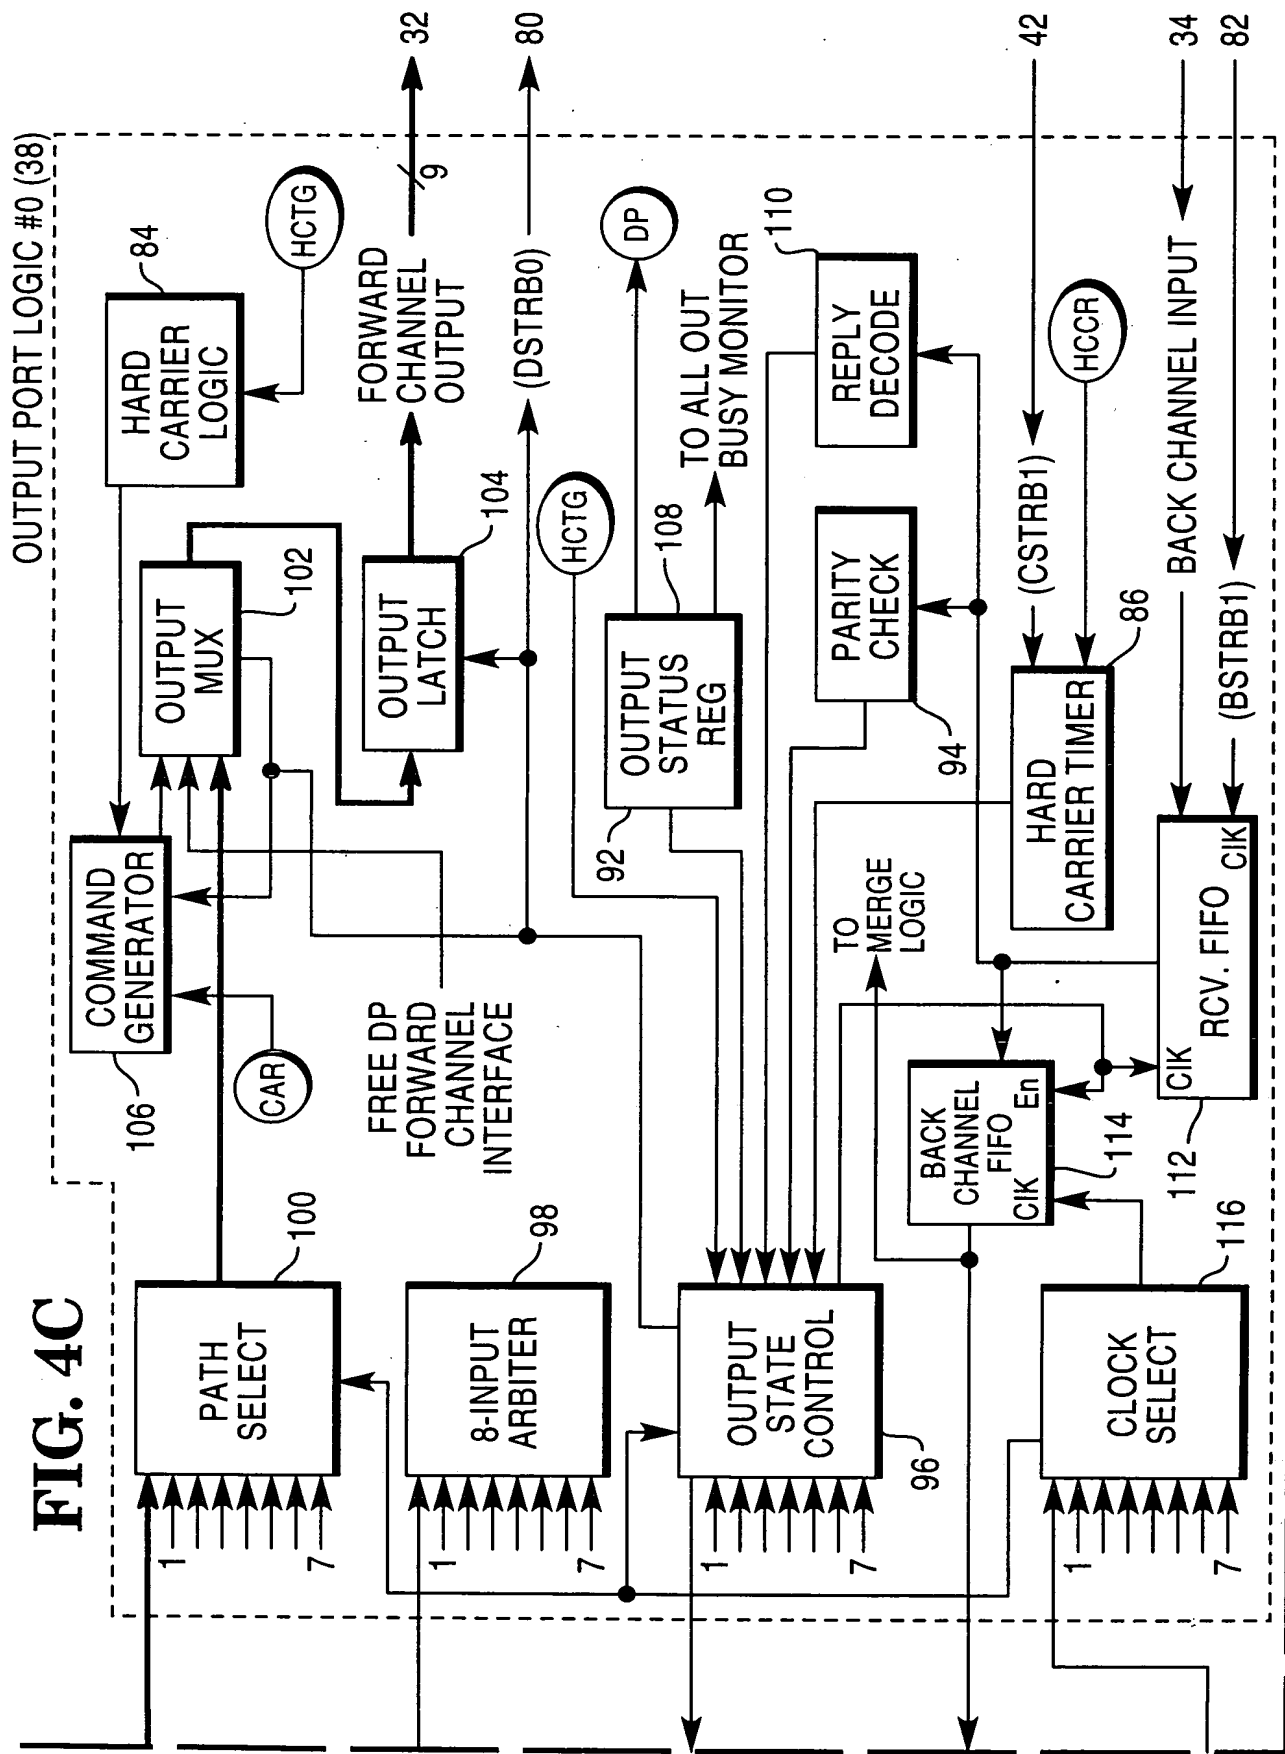 FIG. 4C
OUTPUT PORT LOGIC #0 (38)
PATH
SELECT
100
1
7
COMMAND
GENERATOR
106
CAR
OUTPUT
MUX
102
HARD
CARRIER
LOGIC
84
HCTG
FREE DP
FORWARD
CHANNEL
INTERFACE
OUTPUT
LATCH
104
FORWARD
CHANNEL
OUTPUT
9
32
(DSTRB0)
80
8-INPUT
ARBITER
98
1
7
HCTG
OUTPUT
STATUS
REG
92
108
DP
TO ALL OUT
BUSY MONITOR
OUTPUT
STATE
CONTROL
96
1
7
PARITY
CHECK
94
REPLY
DECODE
110
TO
MERGE
LOGIC
HARD
CARRIER TIMER
86
(CSTRB1)
42
HCCR
BACK
CHANNEL
FIFO
ClK
En
114
CLOCK
SELECT
116
1
7
ClK
RCV. FIFO
ClK
112
BACK CHANNEL INPUT
34
(BSTRB1)
82